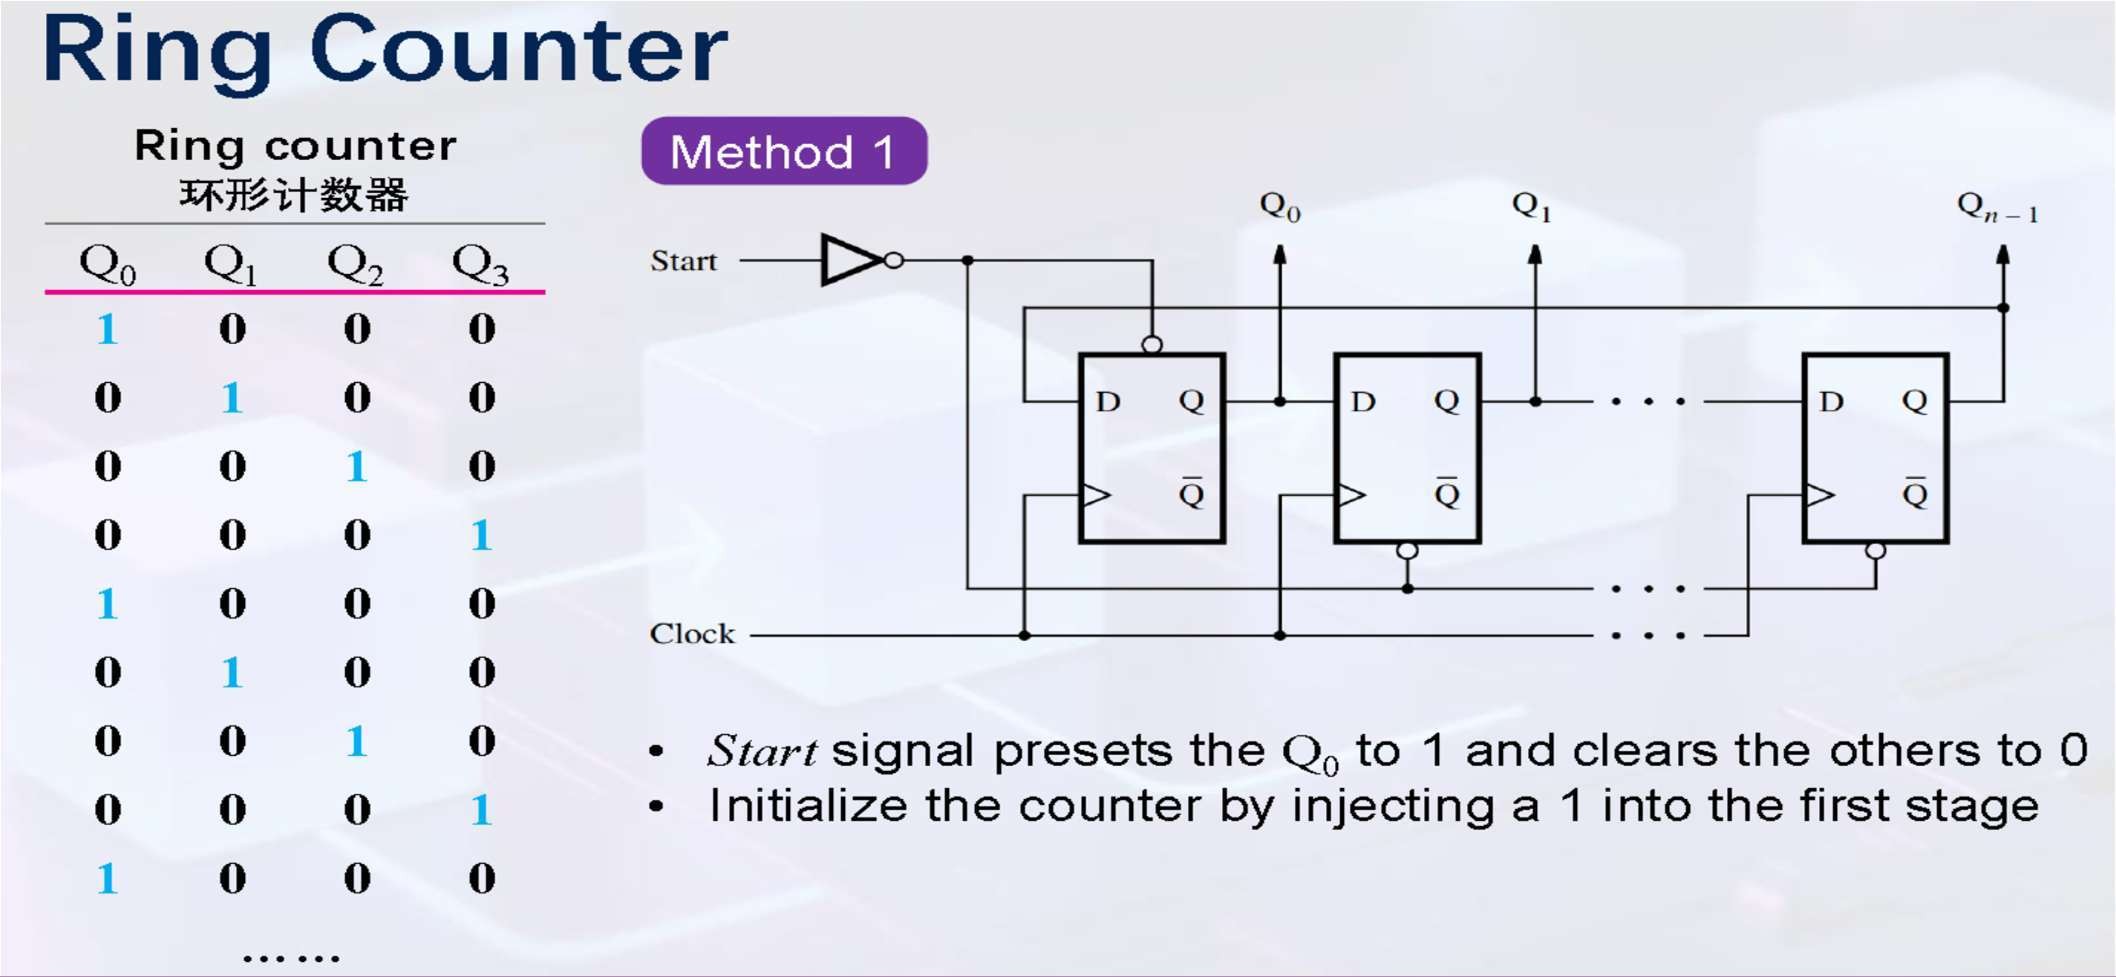 Ring Counter
Ring counter
环形计数器
Q0 Q1 Q2 Q3
1 0 0 0
0 1 0 0
0 0 1 0
0 0 0 1
1 0 0 0
0 1 0 0
0 0 1 0
0 0 0 1
1 0 0 0
……
Method 1
Q0 Q1 Qn – 1
Start
D Q D Q • • • D Q
Q̅ Q̅ Q̅
• • •
Clock • • •
• Start signal presets the Q0 to 1 and clears the others to 0
• Initialize the counter by injecting a 1 into the first stage